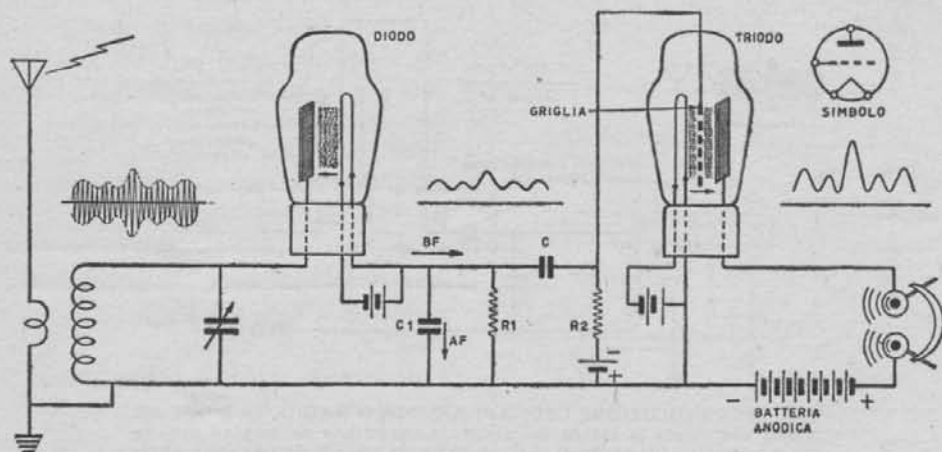 DIODO
TRIODO
GRIGLIA
SIMBOLO
BF
C
C1
AF
R1
R2
-
+
- +
BATTERIA
ANODICA